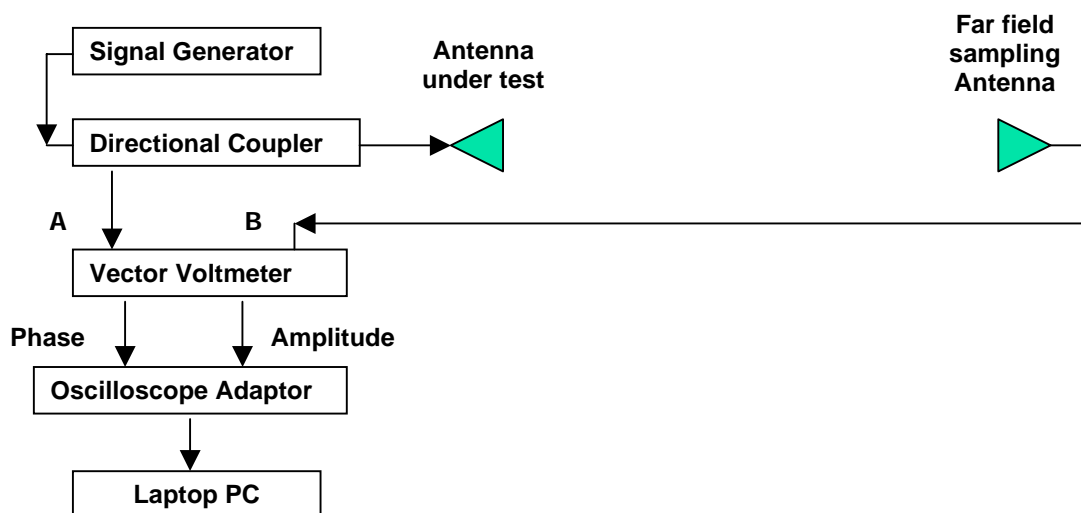 Signal Generator
Antenna
under test
Far field
sampling
Antenna
Directional Coupler
A
B
Vector Voltmeter
Phase
Amplitude
Oscilloscope Adaptor
Laptop PC